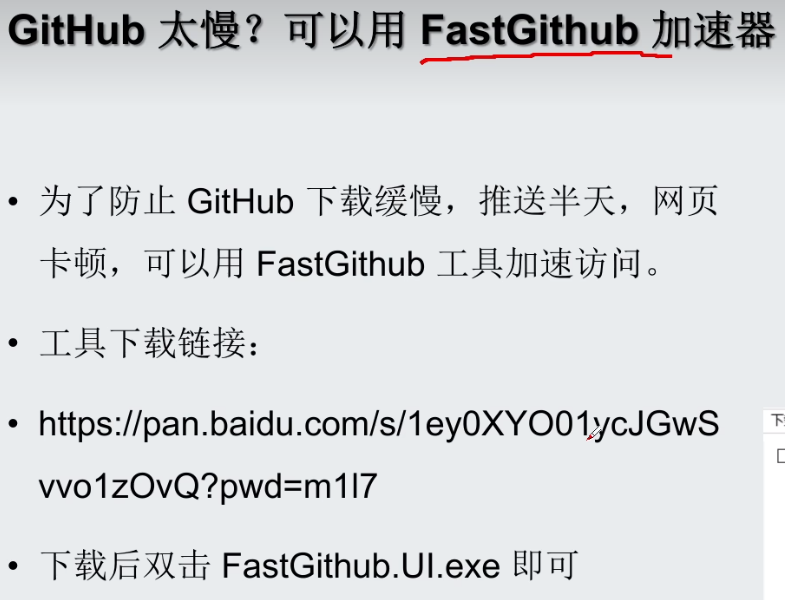 GitHub 太慢？可以用 FastGithub 加速器
• 为了防止 GitHub 下载缓慢，推送半天，网页
卡顿，可以用 FastGithub 工具加速访问。
• 工具下载链接：
• https://pan.baidu.com/s/1ey0XYO01ycJGwS
vvo1zOvQ?pwd=m1l7
• 下载后双击 FastGithub.UI.exe 即可